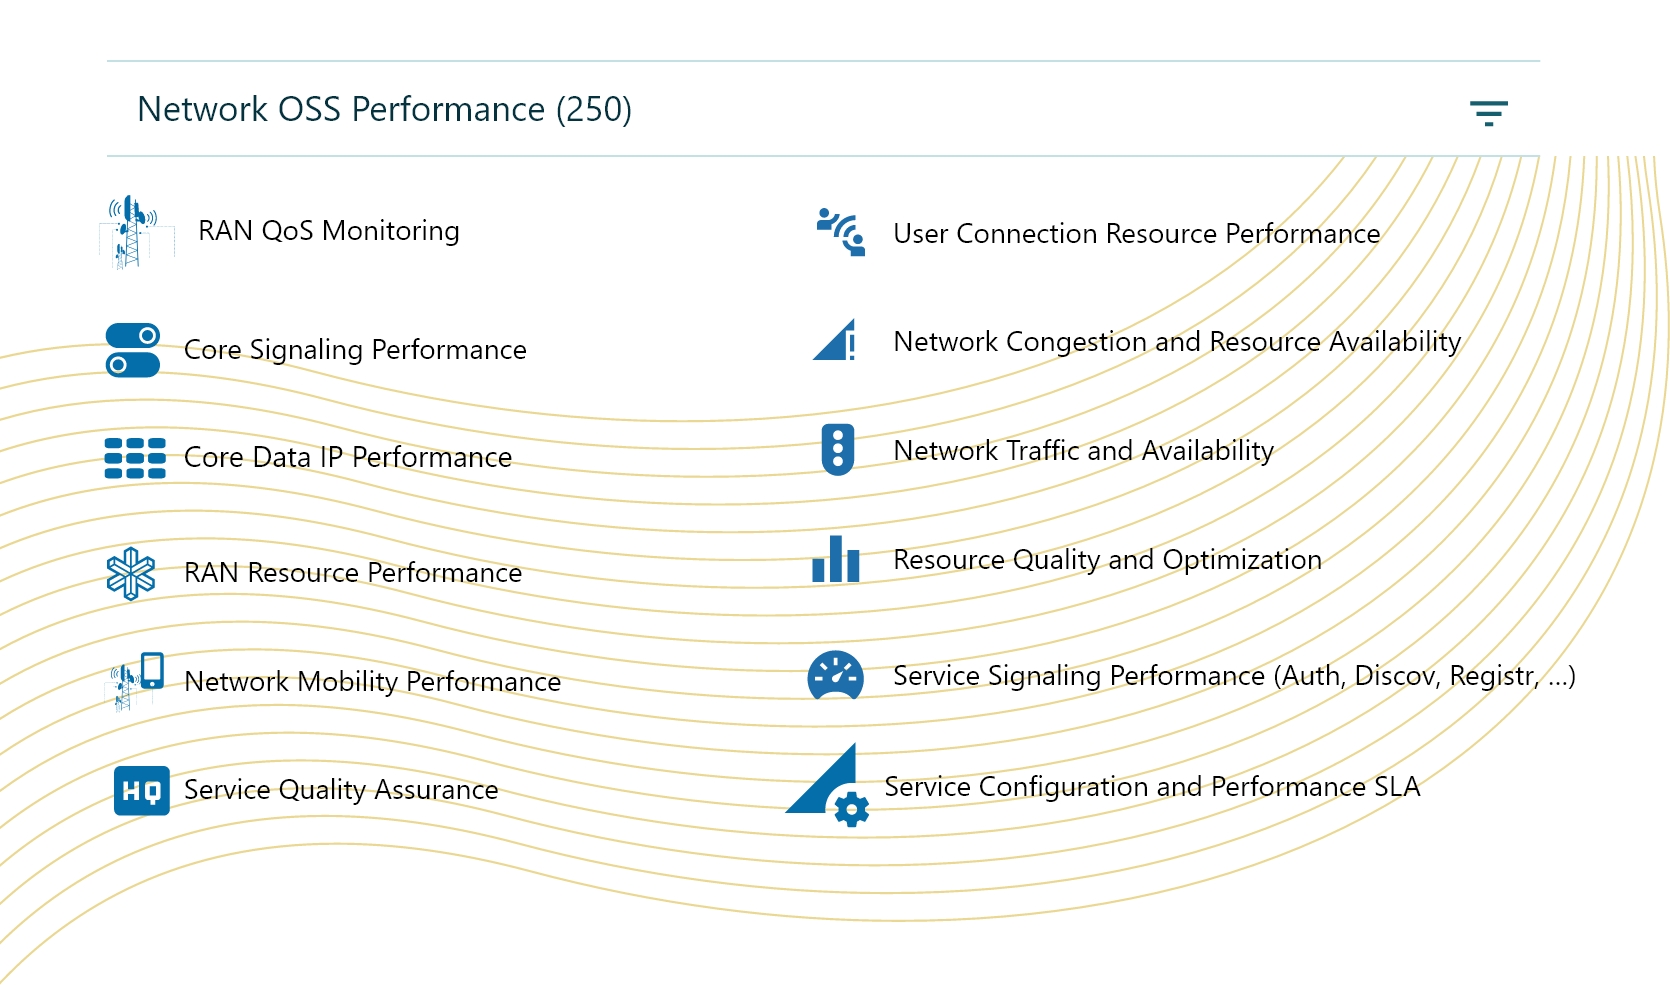 Network OSS Performance (250)
RAN QoS Monitoring
Core Signaling Performance
Core Data IP Performance
RAN Resource Performance
Network Mobility Performance
HQ
Service Quality Assurance
User Connection Resource Performance
Network Congestion and Resource Availability
Network Traffic and Availability
Resource Quality and Optimization
Service Signaling Performance (Auth, Discov, Registr, ...)
Service Configuration and Performance SLA